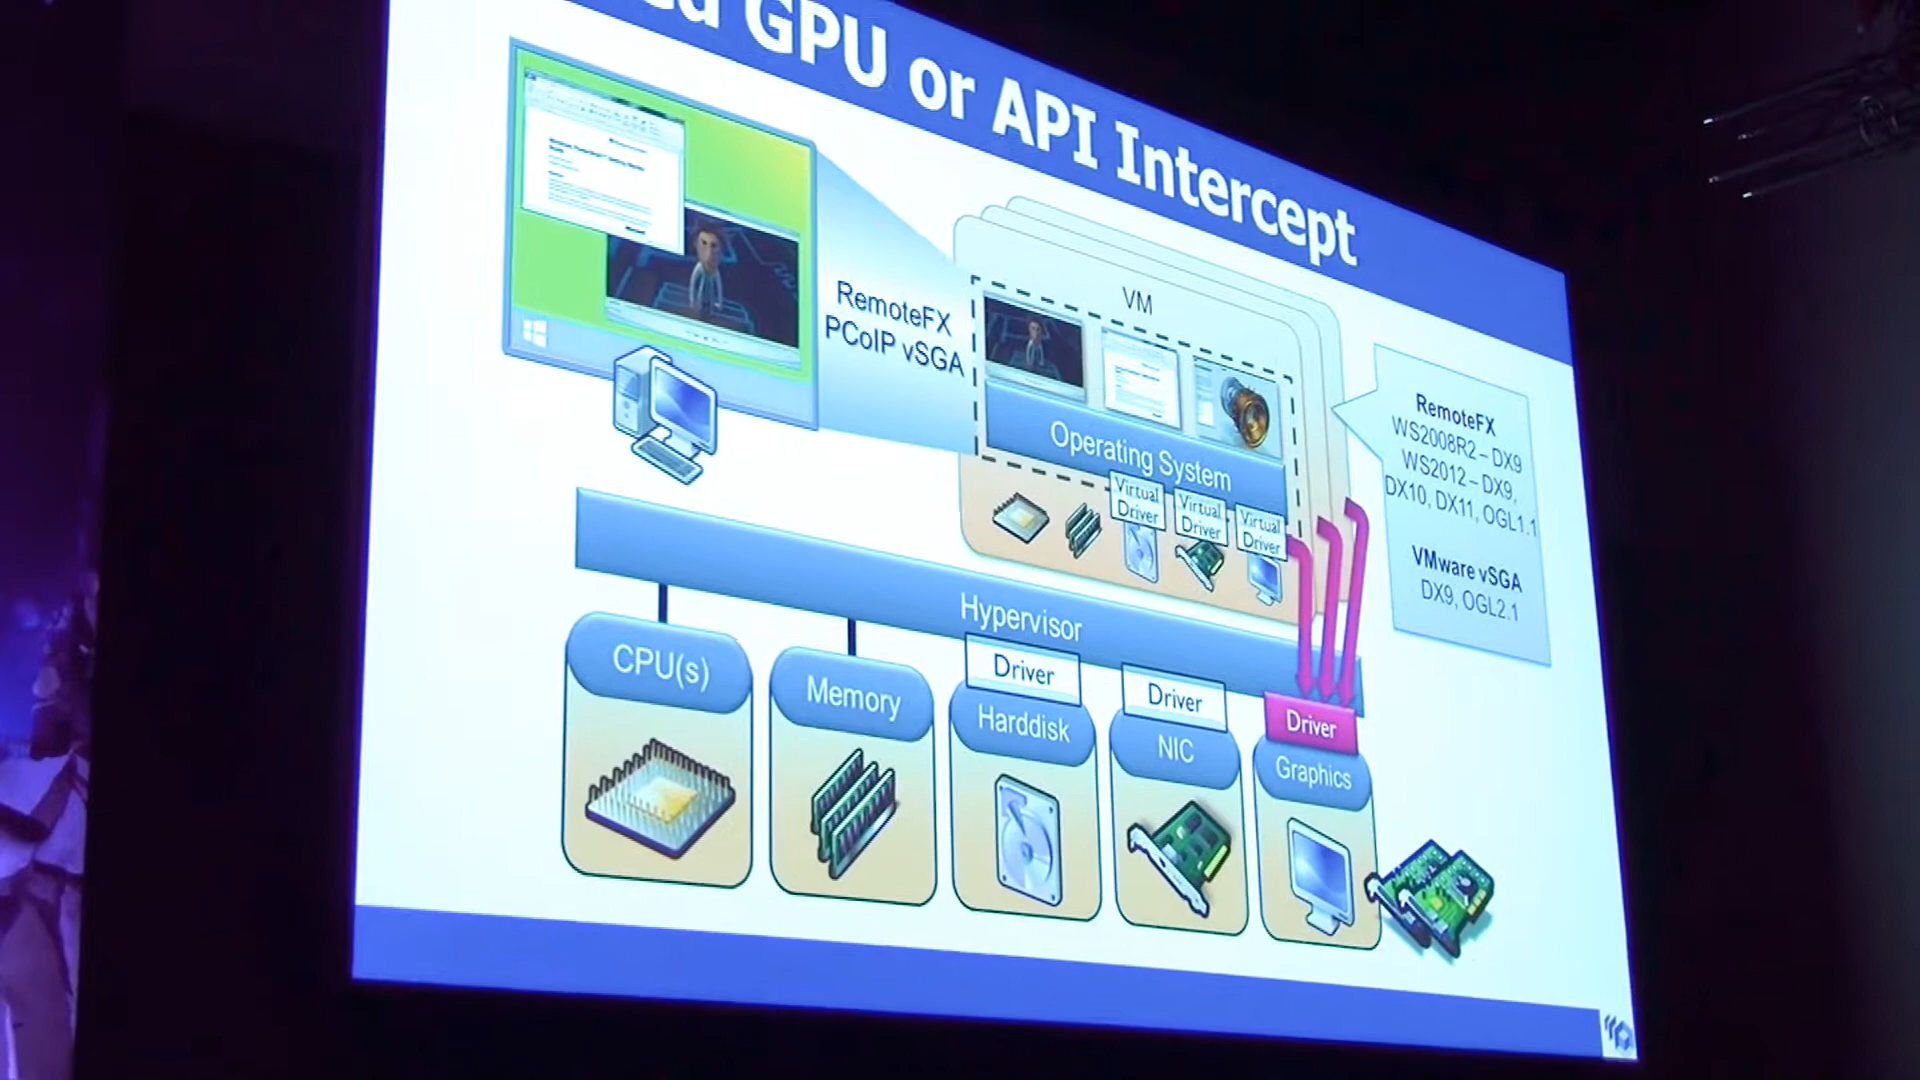 GPU or API Intercept
RemoteFX
PCoIP vSGA
VM
Operating System
Virtual
Driver
Virtual
Driver
Virtual
Driver
RemoteFX
WS2008R2 – DX9
WS2012 – DX9,
DX10, DX11, OGL1.1
VMware vSGA
DX9, OGL2.1
Hypervisor
CPU(s)
Memory
Driver
Harddisk
Driver
NIC
Driver
Graphics